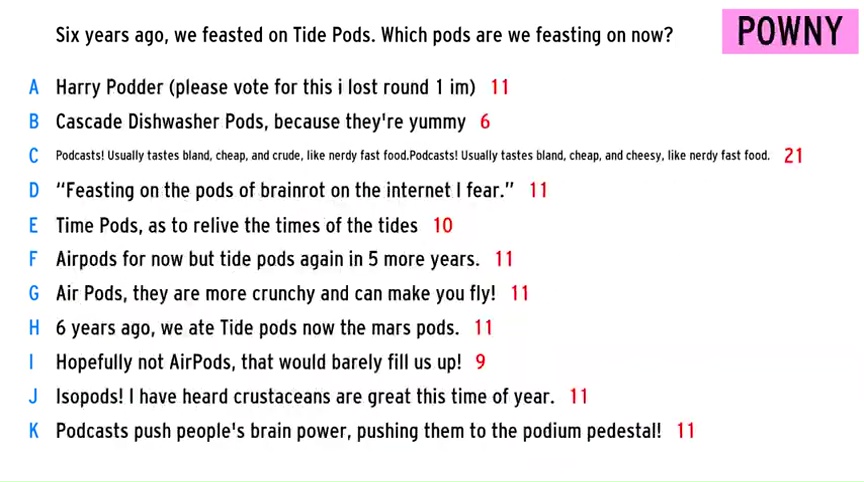 Six years ago, we feasted on Tide Pods. Which pods are we feasting on now?
POWNY
A Harry Podder (please vote for this i lost round 1 im) 11
B Cascade Dishwasher Pods, because they're yummy 6
C Podcasts! Usually tastes bland, cheap, and crude, like nerdy fast food.Podcasts! Usually tastes bland, cheap, and cheesy, like nerdy fast food. 21
D “Feasting on the pods of brainrot on the internet I fear.” 11
E Time Pods, as to relive the times of the tides 10
F Airpods for now but tide pods again in 5 more years. 11
G Air Pods, they are more crunchy and can make you fly! 11
H 6 years ago, we ate Tide pods now the mars pods. 11
I Hopefully not AirPods, that would barely fill us up! 9
J Isopods! I have heard crustaceans are great this time of year. 11
K Podcasts push people's brain power, pushing them to the podium pedestal! 11